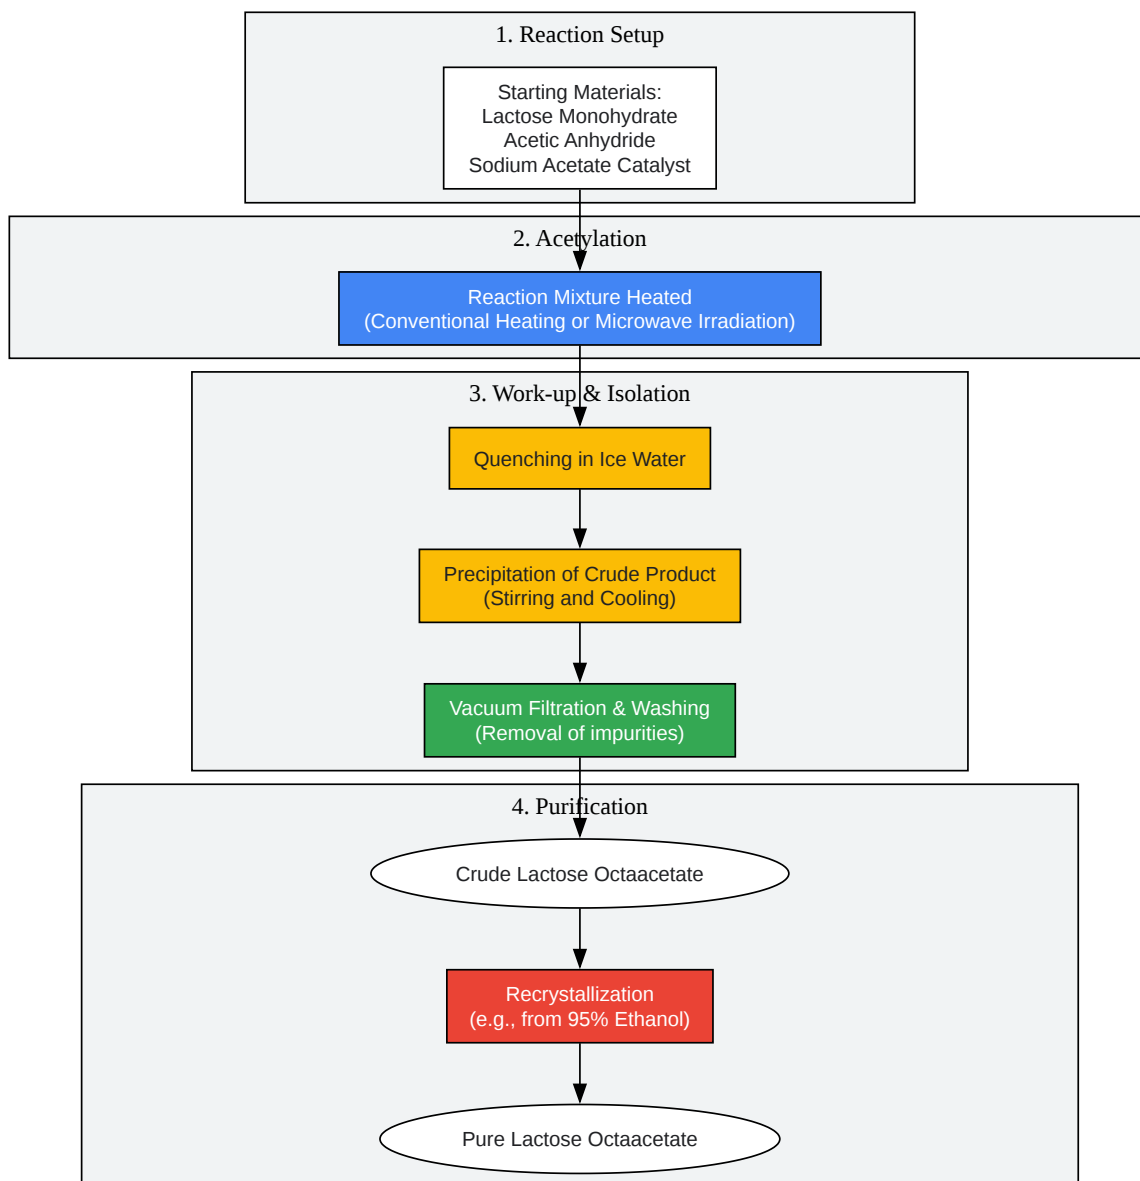 1. Reaction Setup
Starting Materials:
Lactose Monohydrate
Acetic Anhydride
Sodium Acetate Catalyst
2. Acetylation
Reaction Mixture Heated
(Conventional Heating or Microwave Irradiation)
3. Work-up & Isolation
Quenching in Ice Water
Precipitation of Crude Product
(Stirring and Cooling)
Vacuum Filtration & Washing
(Removal of impurities)
4. Purification
Crude Lactose Octaacetate
Recrystallization
(e.g., from 95% Ethanol)
Pure Lactose Octaacetate